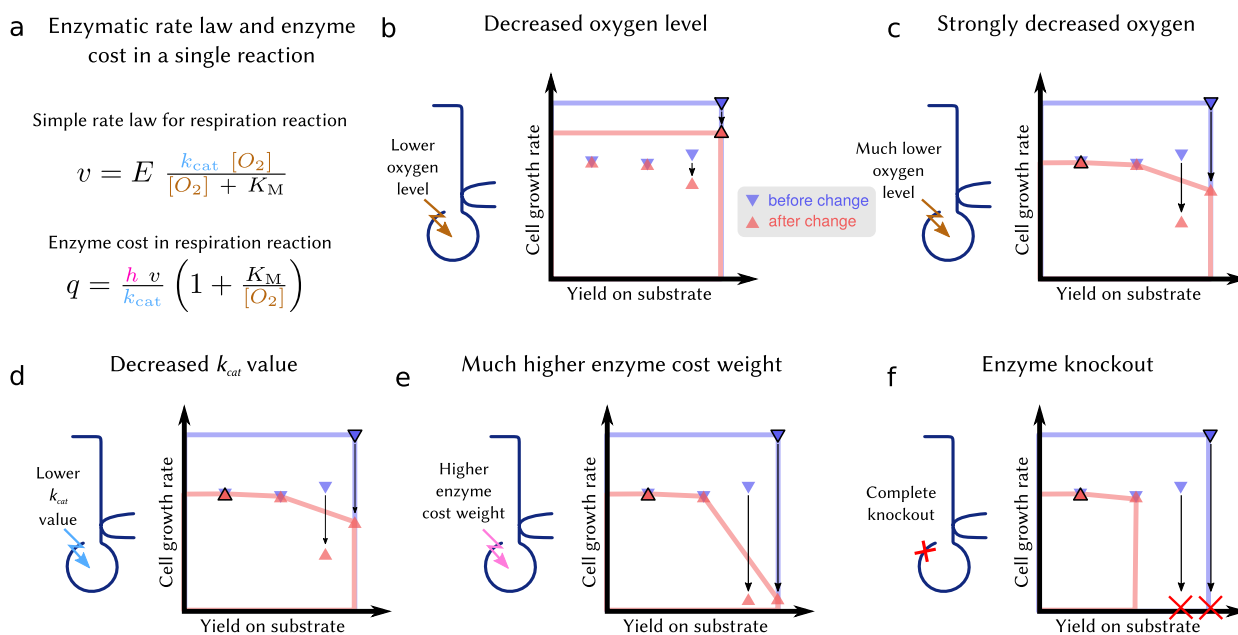 a
Enzymatic rate law and enzyme
cost in a single reaction
Simple rate law for respiration reaction
v = E k_cat [O_2] / [O_2] + K_M
Enzyme cost in respiration reaction
q = h v / k_cat (1 + K_M / [O_2])
b
Decreased oxygen level
Lower
oxygen
level
Cell growth rate
Yield on substrate
before change
after change
c
Strongly decreased oxygen
Much lower
oxygen
level
Cell growth rate
Yield on substrate
d
Decreased k_cat value
Lower
k_cat
value
Cell growth rate
Yield on substrate
e
Much higher enzyme cost weight
Higher
enzyme
cost weight
Cell growth rate
Yield on substrate
f
Enzyme knockout
Complete
knockout
Cell growth rate
Yield on substrate